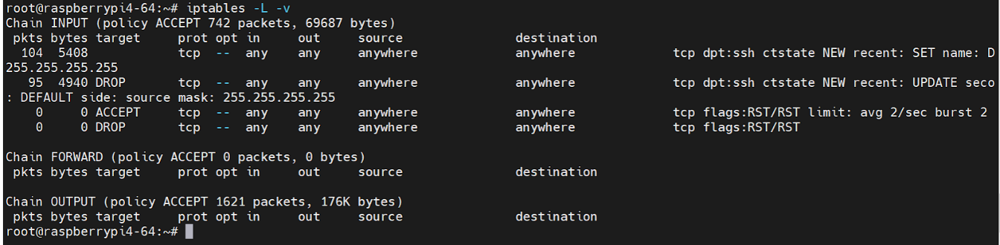 root@raspberrypi4-64:~# iptables -L -v
Chain INPUT (policy ACCEPT 742 packets, 69687 bytes)
 pkts bytes target     prot opt in     out     source               destination
  104  5408            tcp  --  any    any     anywhere             anywhere             tcp dpt:ssh ctstate NEW recent: SET name: D
255.255.255.255
   95  4940 DROP       tcp  --  any    any     anywhere             anywhere             tcp dpt:ssh ctstate NEW recent: UPDATE seco
: DEFAULT side: source mask: 255.255.255.255
    0     0 ACCEPT     tcp  --  any    any     anywhere             anywhere             tcp flags:RST/RST limit: avg 2/sec burst 2
    0     0 DROP       tcp  --  any    any     anywhere             anywhere             tcp flags:RST/RST
Chain FORWARD (policy ACCEPT 0 packets, 0 bytes)
 pkts bytes target     prot opt in     out     source               destination
Chain OUTPUT (policy ACCEPT 1621 packets, 176K bytes)
 pkts bytes target     prot opt in     out     source               destination
root@raspberrypi4-64:~#